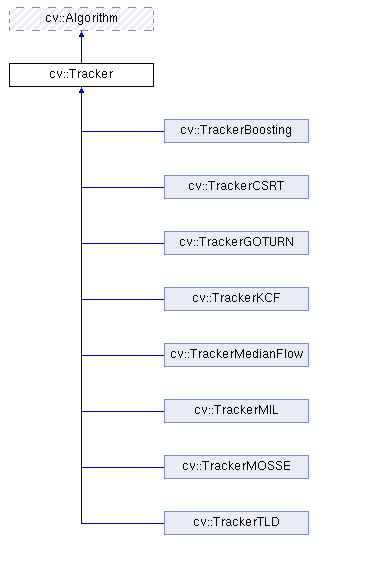 cv::Algorithm
cv::Tracker
cv::TrackerBoosting
cv::TrackerCSRT
cv::TrackerGOTURN
cv::TrackerKCF
cv::TrackerMedianFlow
cv::TrackerMIL
cv::TrackerMOSSE
cv::TrackerTLD